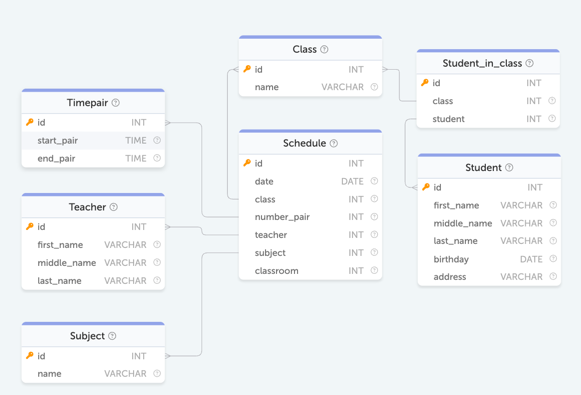 Class
id INT
name VARCHAR
Student_in_class
id INT
class INT
student INT
Timepair
id INT
start_pair TIME
end_pair TIME
Schedule
id INT
date DATE
class INT
number_pair INT
teacher INT
subject INT
classroom INT
Student
id INT
first_name VARCHAR
middle_name VARCHAR
last_name VARCHAR
birthday DATE
address VARCHAR
Teacher
id INT
first_name VARCHAR
middle_name VARCHAR
last_name VARCHAR
Subject
id INT
name VARCHAR